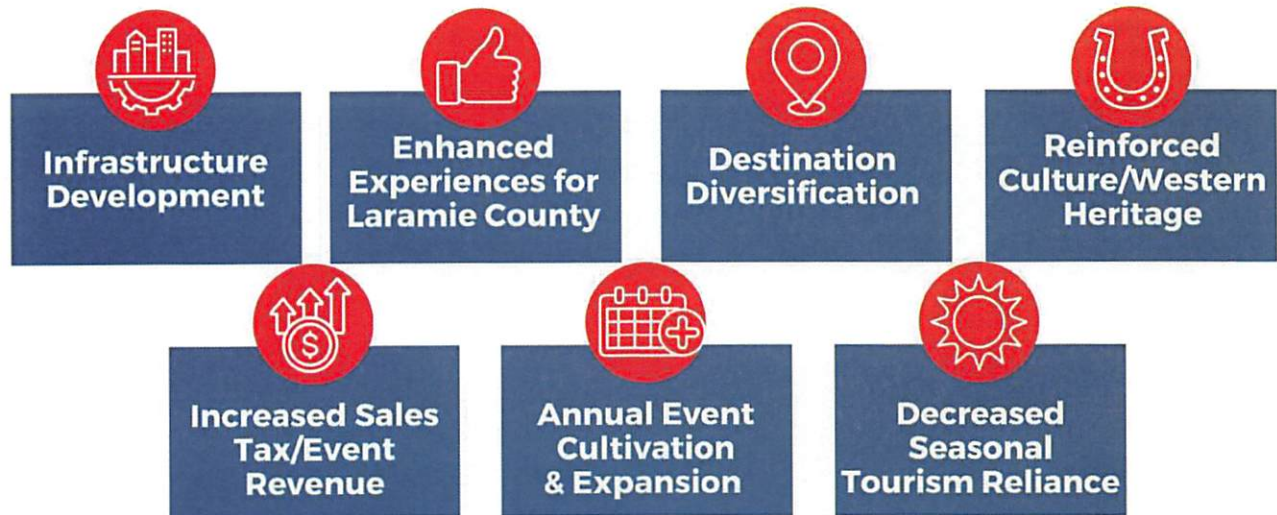 Infrastructure
Development
Enhanced
Experiences for
Laramie County
Destination
Diversification
Reinforced
Culture/Western
Heritage
$
Increased Sales
Tax/Event
Revenue
Annual Event
Cultivation
& Expansion
Decreased
Seasonal
Tourism Reliance